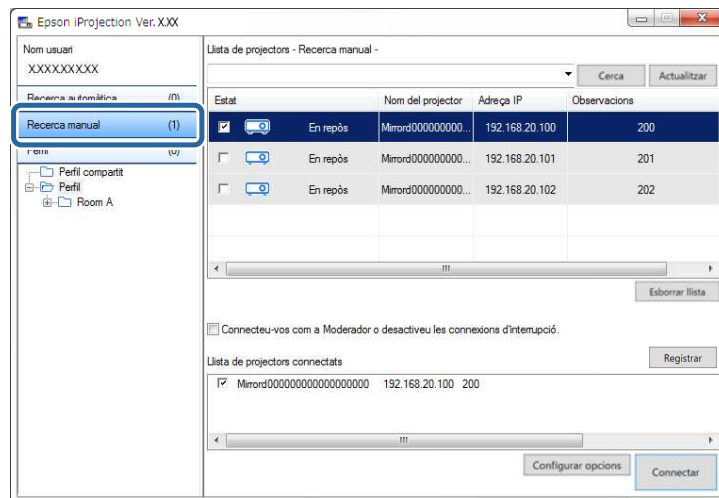 Epson iProjection Ver. X.XX
Nom usuari
XXXXXXXXX
Recerca automàtica (0)
Recerca manual (1)
Perfil (0)
Perfil compartit
Perfil
Room A
Llista de projectors - Recerca manual -
Cerca
Actualitzar
Estat Nom del projector Adreça IP Observacions
En repòs Mirrord000000000... 192.168.20.100 200
En repòs Mirrord000000000... 192.168.20.101 201
En repòs Mirrord000000000... 192.168.20.102 202
Esborrar llista
Connecteu-vos com a Moderador o desactiveu les connexions d'interrupció.
Llista de projectors connectats
Registrar
Mirrord00000000000000000000 192.168.20.100 200
Configurar opcions
Connectar